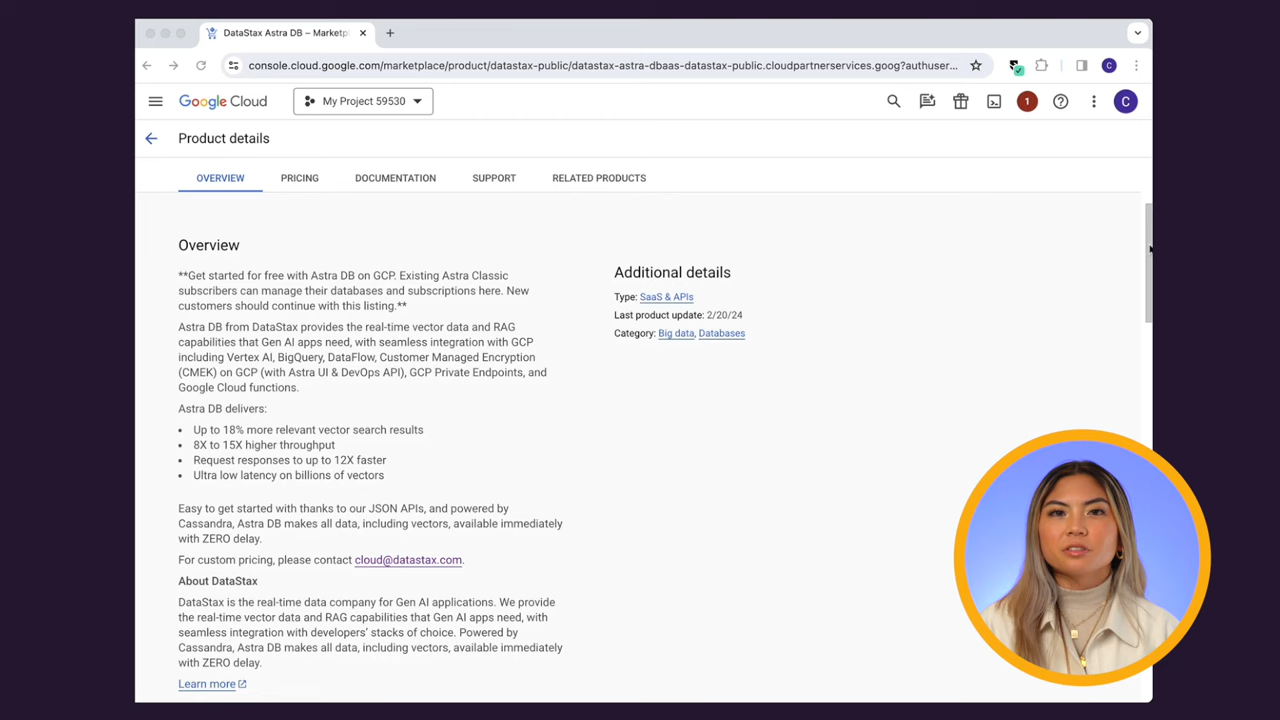 DataStax Astra DB – Marketp
console.cloud.google.com/marketplace/product/datastax-public/datastax-astra-dbaas-datastax-public.cloudpartnerservices.goog?authuser...
C
Google Cloud
My Project 59530
1
C
Product details
OVERVIEW
PRICING
DOCUMENTATION
SUPPORT
RELATED PRODUCTS
Overview
**Get started for free with Astra DB on GCP. Existing Astra Classic
subscribers can manage their databases and subscriptions here. New
customers should continue with this listing.**
Astra DB from DataStax provides the real-time vector data and RAG
capabilities that Gen AI apps need, with seamless integration with GCP
including Vertex AI, BigQuery, DataFlow, Customer Managed Encryption
(CMEK) on GCP (with Astra UI & DevOps API), GCP Private Endpoints, and
Google Cloud functions.
Astra DB delivers:
• Up to 18% more relevant vector search results
• 8X to 15X higher throughput
• Request responses to up to 12X faster
• Ultra low latency on billions of vectors
Easy to get started with thanks to our JSON APIs, and powered by
Cassandra, Astra DB makes all data, including vectors, available immediately
with ZERO delay.
For custom pricing, please contact cloud@datastax.com.
About DataStax
DataStax is the real-time data company for Gen AI applications. We provide
the real-time vector data and RAG capabilities that Gen AI apps need, with
seamless integration with developers' stacks of choice. Powered by
Cassandra, Astra DB makes all data, including vectors, available immediately
with ZERO delay.
Learn more
Additional details
Type: SaaS & APIs
Last product update: 2/20/24
Category: Big data, Databases